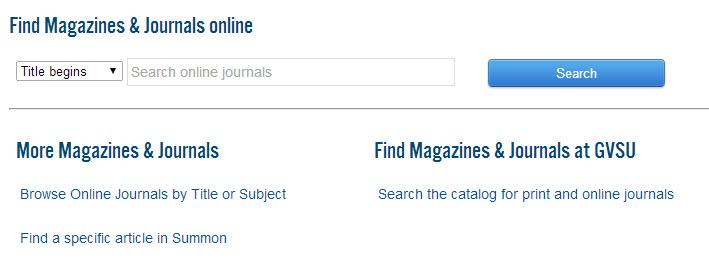 Find Magazines & Journals online
Title begins Search online journals Search
More Magazines & Journals
Browse Online Journals by Title or Subject
Find a specific article in Summon
Find Magazines & Journals at GVSU
Search the catalog for print and online journals